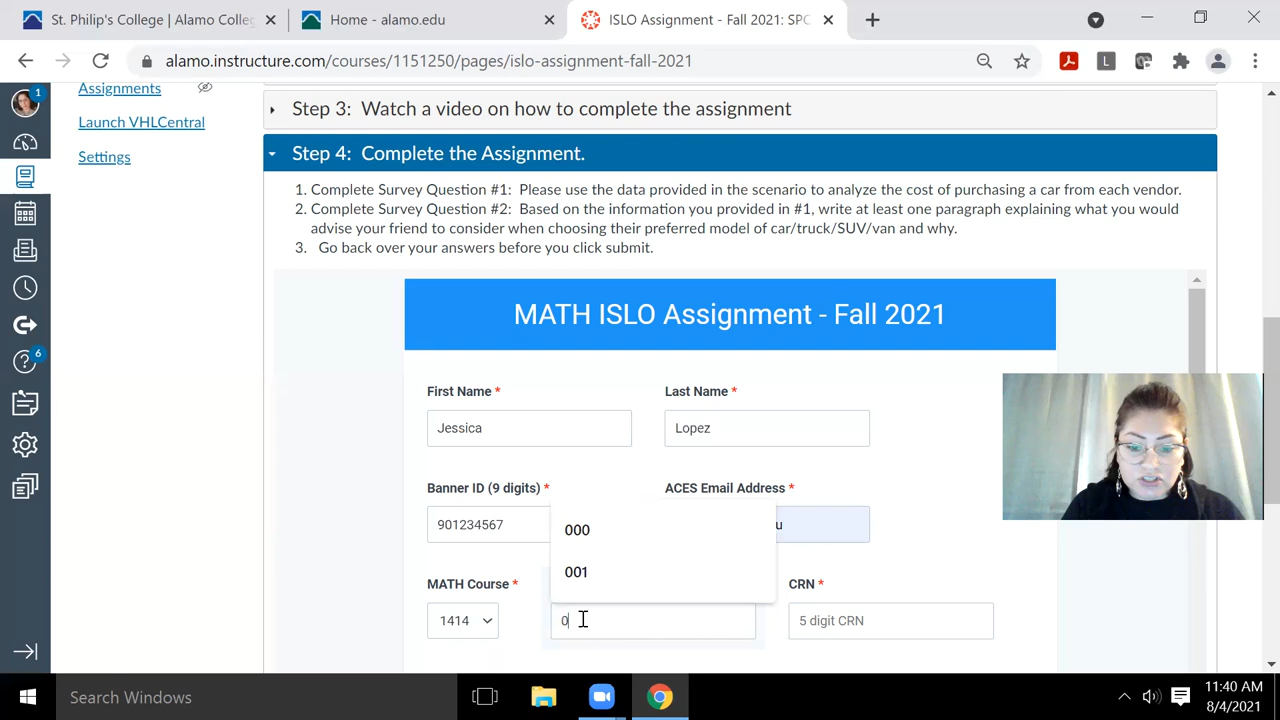 St. Philip's College | Alamo Colleg
Home - alamo.edu
ISLO Assignment - Fall 2021: SPC
alamo.instructure.com/courses/1151250/pages/islo-assignment-fall-2021
L
1
Assignments
Launch VHLCentral
Settings
6
Step 3: Watch a video on how to complete the assignment
Step 4: Complete the Assignment.
1. Complete Survey Question #1: Please use the data provided in the scenario to analyze the cost of purchasing a car from each vendor.
2. Complete Survey Question #2: Based on the information you provided in #1, write at least one paragraph explaining what you would
advise your friend to consider when choosing their preferred model of car/truck/SUV/van and why.
3. Go back over your answers before you click submit.
MATH ISLO Assignment - Fall 2021
First Name *
Last Name *
Jessica
Lopez
Banner ID (9 digits) *
ACES Email Address *
901234567
000
u
001
MATH Course *
CRN *
1414
0
5 digit CRN
Search Windows
11:40 AM
8/4/2021